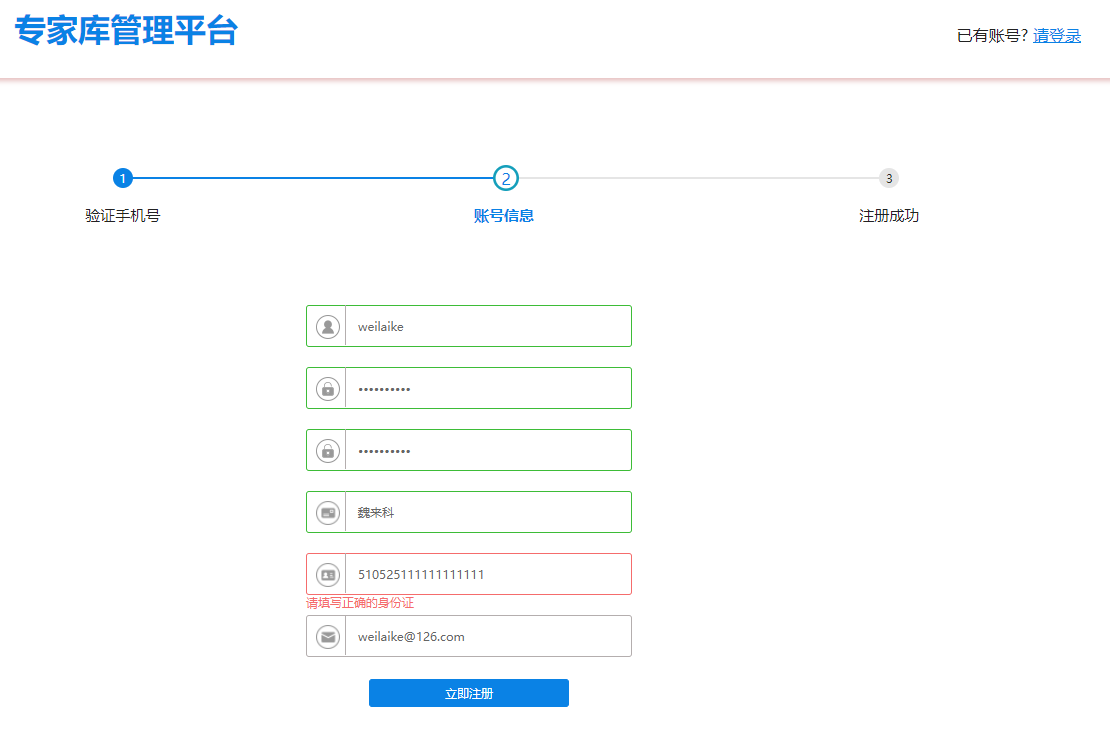 专家库管理平台
已有账号? 请登录
1
2
3
验证手机号
账号信息
注册成功
weilaike
••••••••••
••••••••••
魏来科
510525111111111111
请填写正确的身份证
weilaike@126.com
立即注册